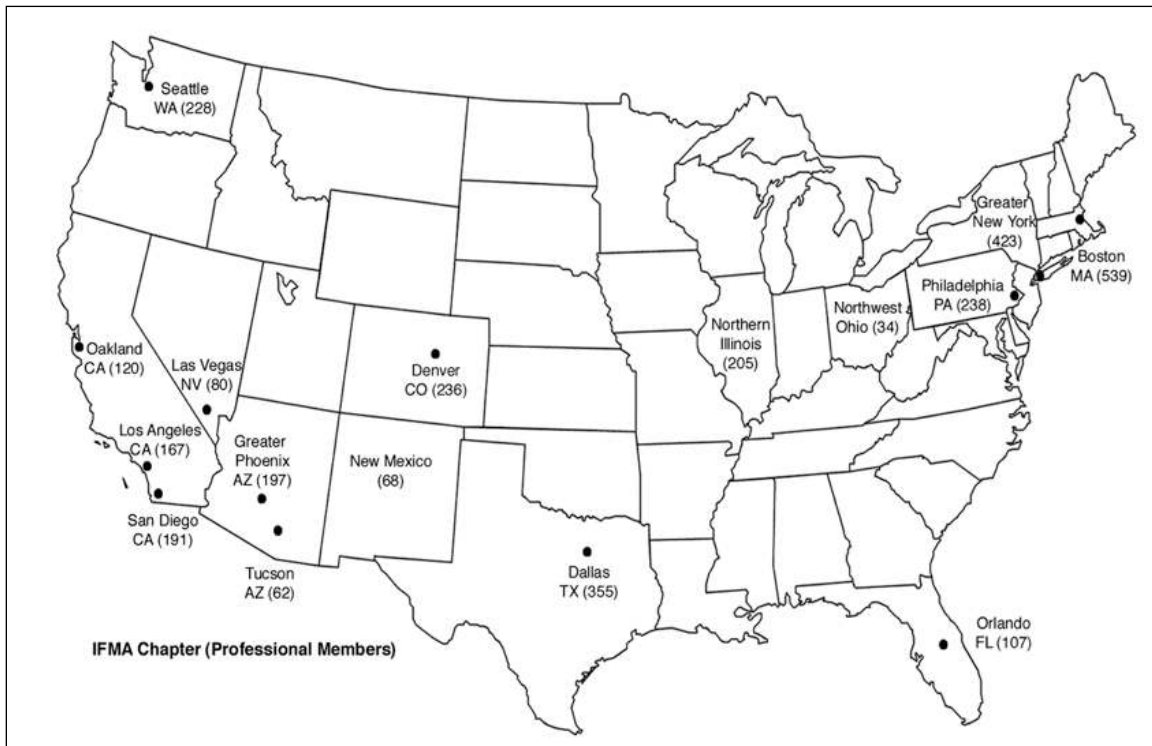 Seattle
WA (228)
Greater
New York
(423)
Boston
MA (539)
Philadelphia
PA (238)
Northwest
Ohio (34)
Northern
Illinois
(205)
Oakland
CA (120)
Las Vegas
NV (80)
Denver
CO (236)
Los Angeles
CA (167)
Greater
Phoenix
AZ (197)
New Mexico
(68)
San Diego
CA (191)
Tucson
AZ (62)
Dallas
TX (355)
Orlando
FL (107)
IFMA Chapter (Professional Members)